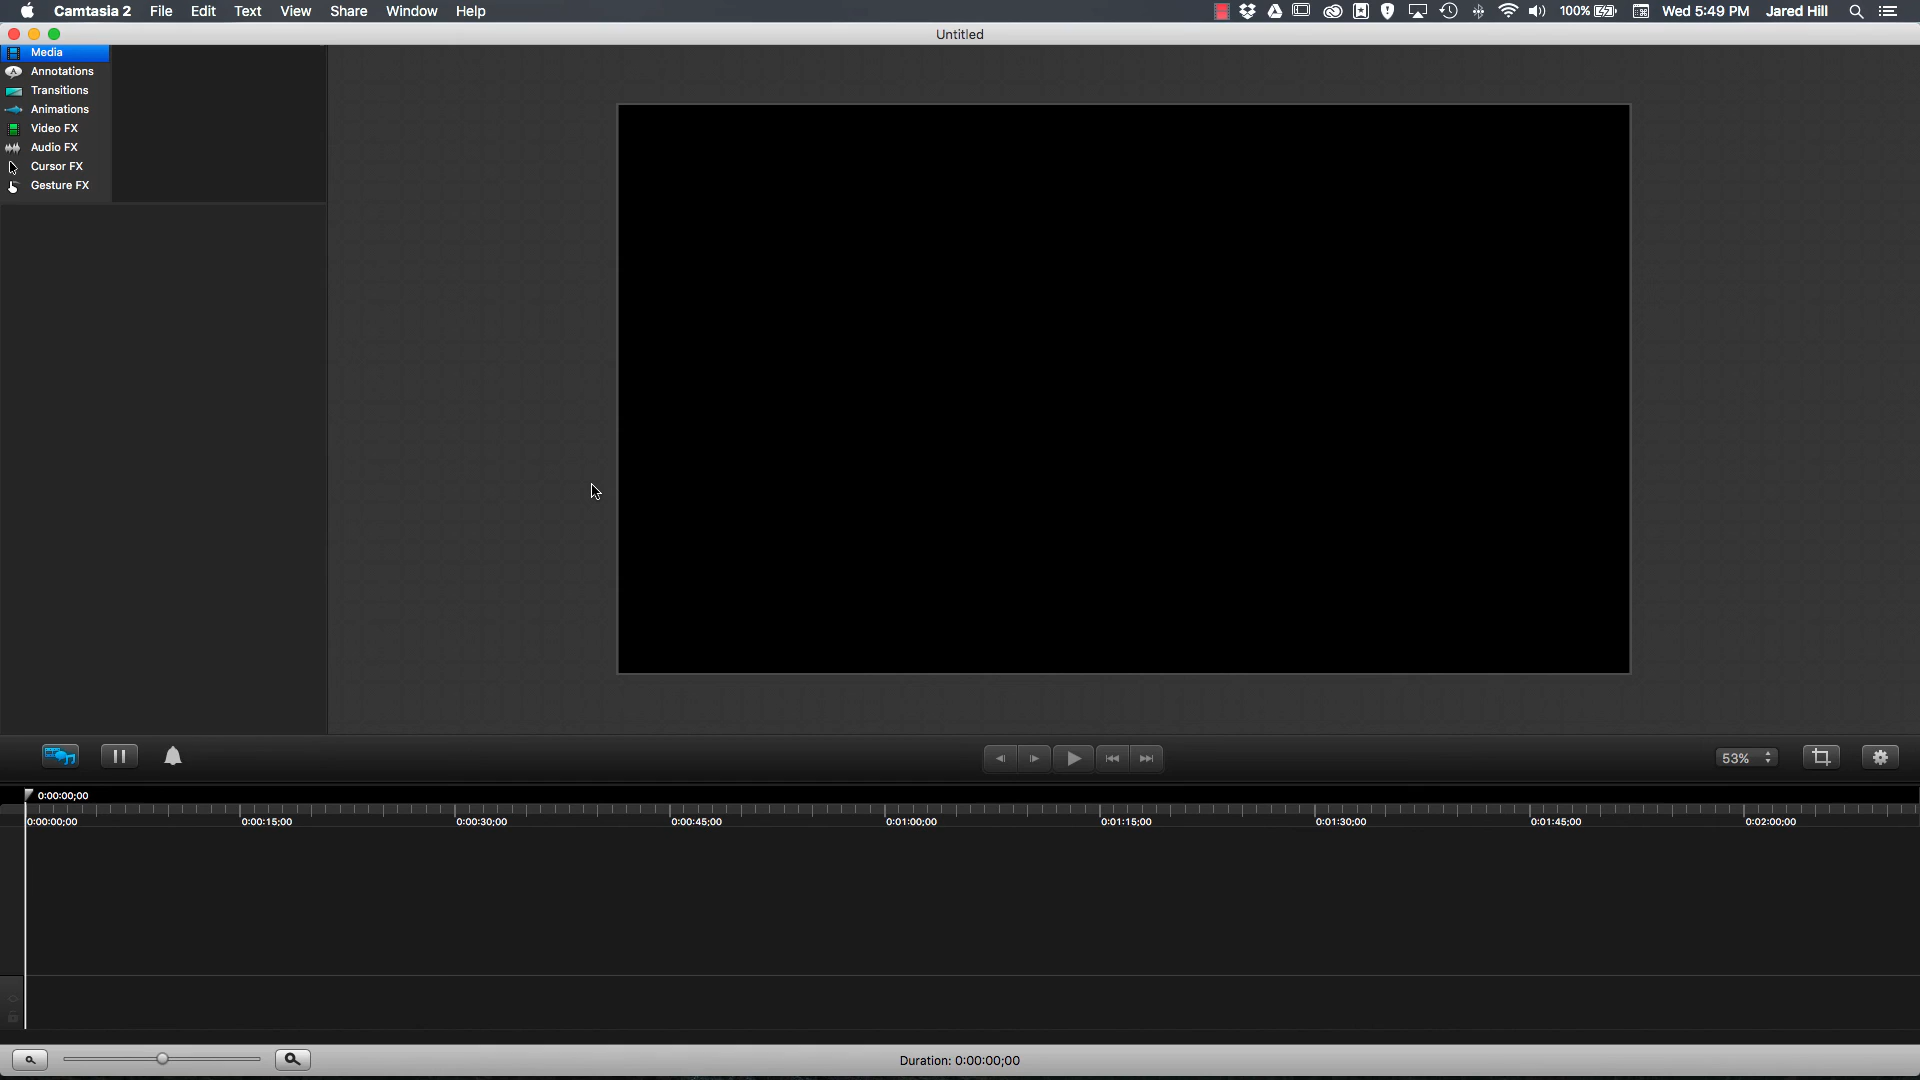 Camtasia 2 File Edit Text View Share Window Help 100% Wed 5:49 PM Jared Hill
Untitled
Media
Annotations
Transitions
Animations
Video FX
Audio FX
Cursor FX
Gesture FX
53%
0:00:00;00
0:00:00;00 0:00:15;00 0:00:30;00 0:00:45;00 0:01:00;00 0:01:15;00 0:01:30;00 0:01:45;00 0:02:00;00
Duration: 0:00:00;00